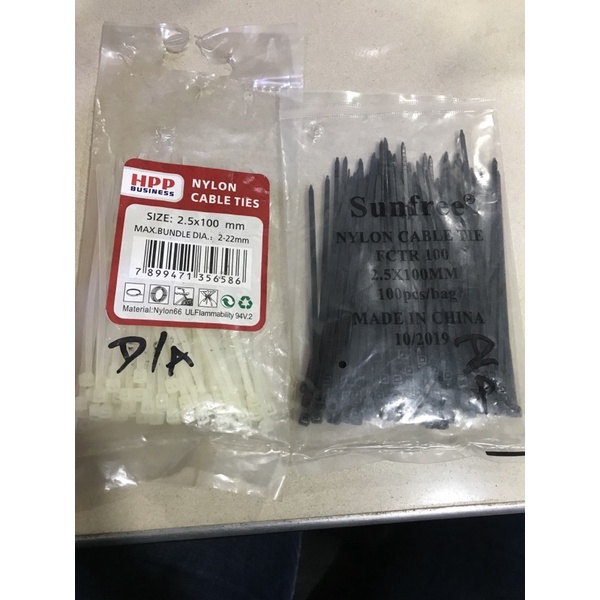 HPP
BUSINESS
NYLON
CABLE TIES
SIZE: 2.5x100 mm
MAX.BUNDLE DIA.: 2-22mm
7 899471 356586
Material:Nylon66 ULFlammability 94V.2
D/A
Sunfree®
NYLON CABLE TIE
FCTR 100
2.5X100MM
100pcs/bag
MADE IN CHINA
10/2019